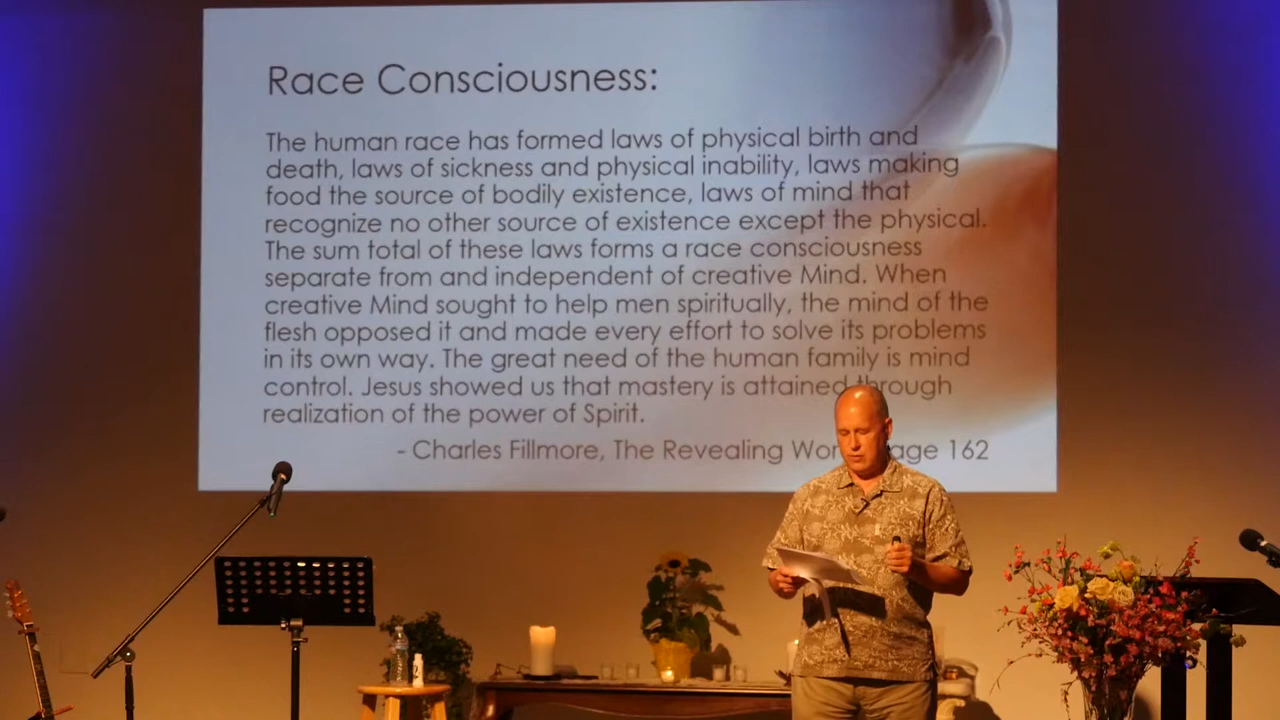 Race Consciousness:
The human race has formed laws of physical birth and
death, laws of sickness and physical inability, laws making
food the source of bodily existence, laws of mind that
recognize no other source of existence except the physical.
The sum total of these laws forms a race consciousness
separate from and independent of creative Mind. When
creative Mind sought to help men spiritually, the mind of the
flesh opposed it and made every effort to solve its problems
in its own way. The great need of the human family is mind
control. Jesus showed us that mastery is attained through
realization of the power of Spirit.
- Charles Fillmore, The Revealing 162